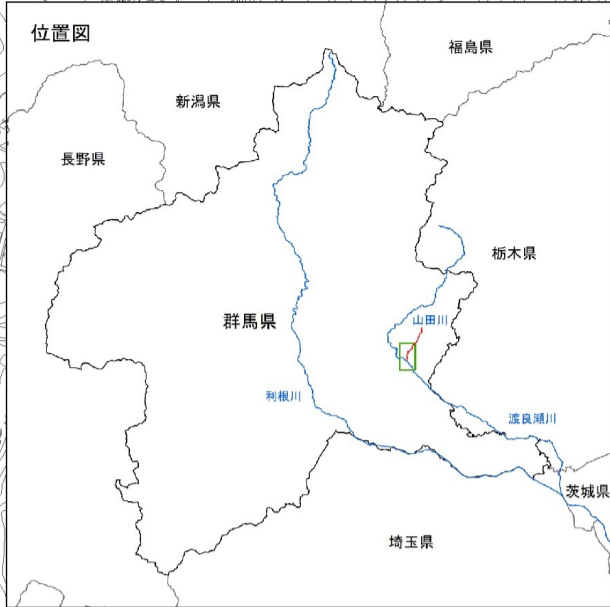 位置図
福島県
新潟県
長野県
栃木県
群馬県
山田川
利根川
渡良瀬川
茨城県
埼玉県